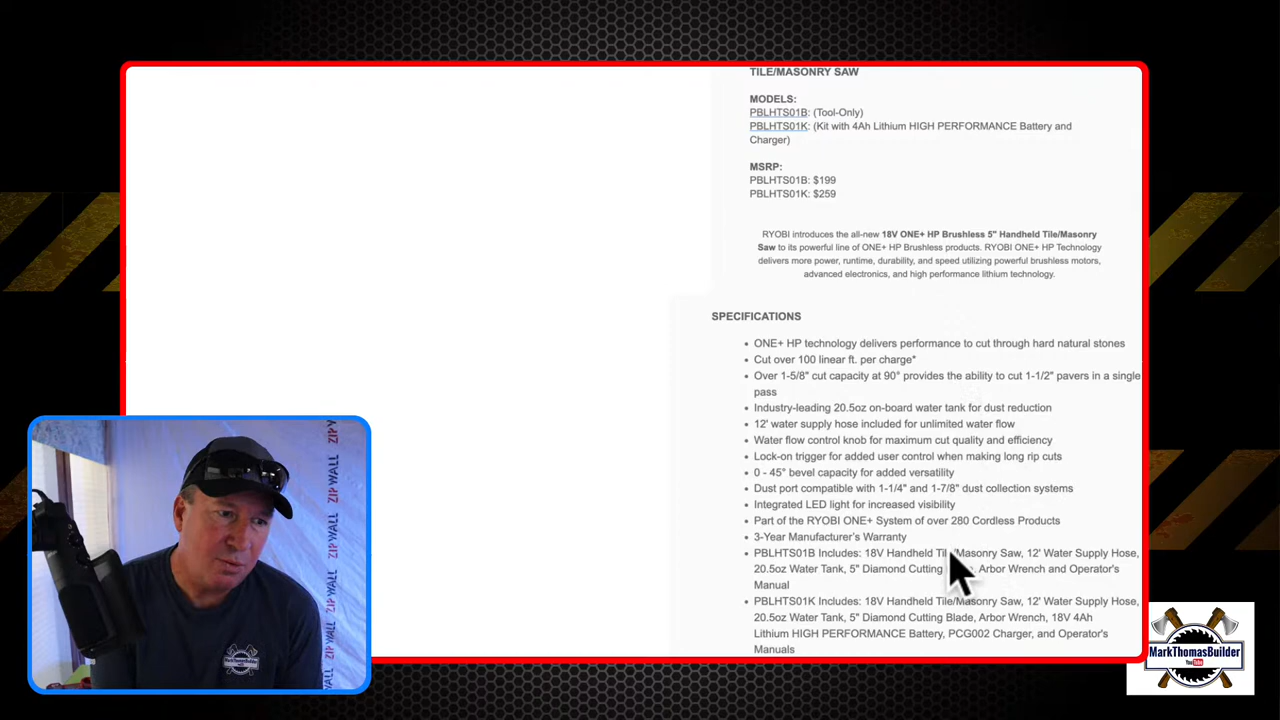 TILE/MASONRY SAW
MODELS:
PBLHTS01B: (Tool-Only)
PBLHTS01K: (Kit with 4Ah Lithium HIGH PERFORMANCE Battery and
Charger)
MSRP:
PBLHTS01B: $199
PBLHTS01K: $259
RYOBI introduces the all-new 18V ONE+ HP Brushless 5" Handheld Tile/Masonry
Saw to its powerful line of ONE+ HP Brushless products. RYOBI ONE+ HP Technology
delivers more power, runtime, durability, and speed utilizing powerful brushless motors,
advanced electronics, and high performance lithium technology.
SPECIFICATIONS
• ONE+ HP technology delivers performance to cut through hard natural stones
• Cut over 100 linear ft. per charge*
• Over 1-5/8" cut capacity at 90° provides the ability to cut 1-1/2" pavers in a single
pass
• Industry-leading 20.5oz on-board water tank for dust reduction
• 12' water supply hose included for unlimited water flow
• Water flow control knob for maximum cut quality and efficiency
• Lock-on trigger for added user control when making long rip cuts
• 0 - 45° bevel capacity for added versatility
• Dust port compatible with 1-1/4" and 1-7/8" dust collection systems
• Integrated LED light for increased visibility
• Part of the RYOBI ONE+ System of over 280 Cordless Products
• 3-Year Manufacturer's Warranty
• PBLHTS01B Includes: 18V Handheld Tile/Masonry Saw, 12' Water Supply Hose,
20.5oz Water Tank, 5" Diamond Cutting Arbor Wrench and Operator's
Manual
• PBLHTS01K Includes: 18V Handheld Tile/Masonry Saw, 12' Water Supply Hose,
20.5oz Water Tank, 5" Diamond Cutting Blade, Arbor Wrench, 18V 4Ah
Lithium HIGH PERFORMANCE Battery, PCG002 Charger, and Operator's
Manuals
ZIP WALL
ZIP WALL
ZIP WALL
MarkThomasBuilder
YouTube